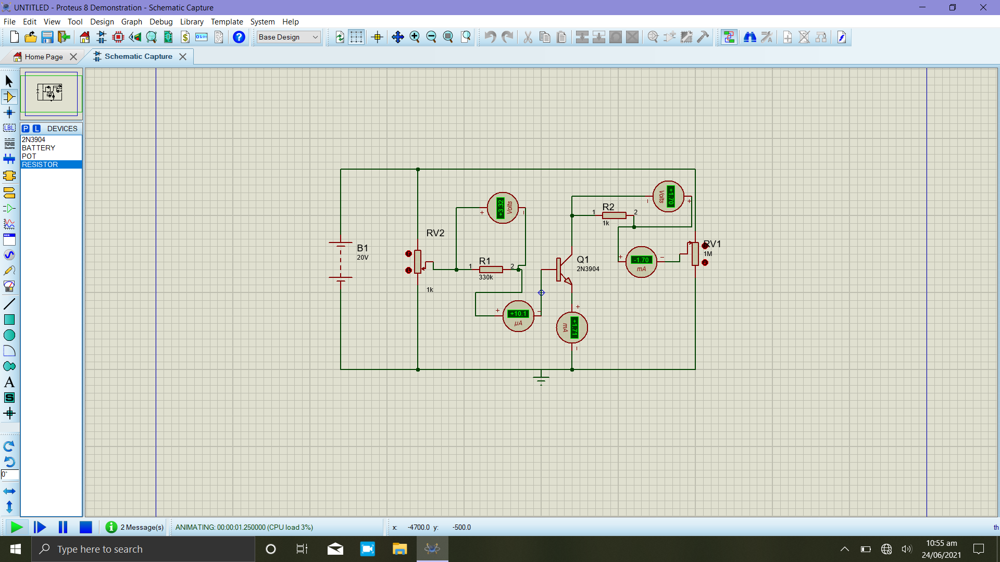 UNTITLED - Proteus 8 Demonstration - Schematic Capture
File Edit View Tool Design Graph Debug Library Template System Help
Base Design
Home Page
Schematic Capture
P L DEVICES
2N3904
BATTERY
POT
RESISTOR
LBL
A
S
0°
B1
20V
RV2
1k
+3.32
Volts
+
R1
1
2
330k
+10.1
µA
+
−
Q1
2N3904
+1.71
mA
+
R2
1
2
1k
+1.70
Volts
+
-1.70
mA
+
−
RV1
1M
2 Message(s)
ANIMATING: 00:00:01.250000 (CPU load 3%)
x: -4700.0 y: -500.0
th
Type here to search
10:55 am
24/06/2021